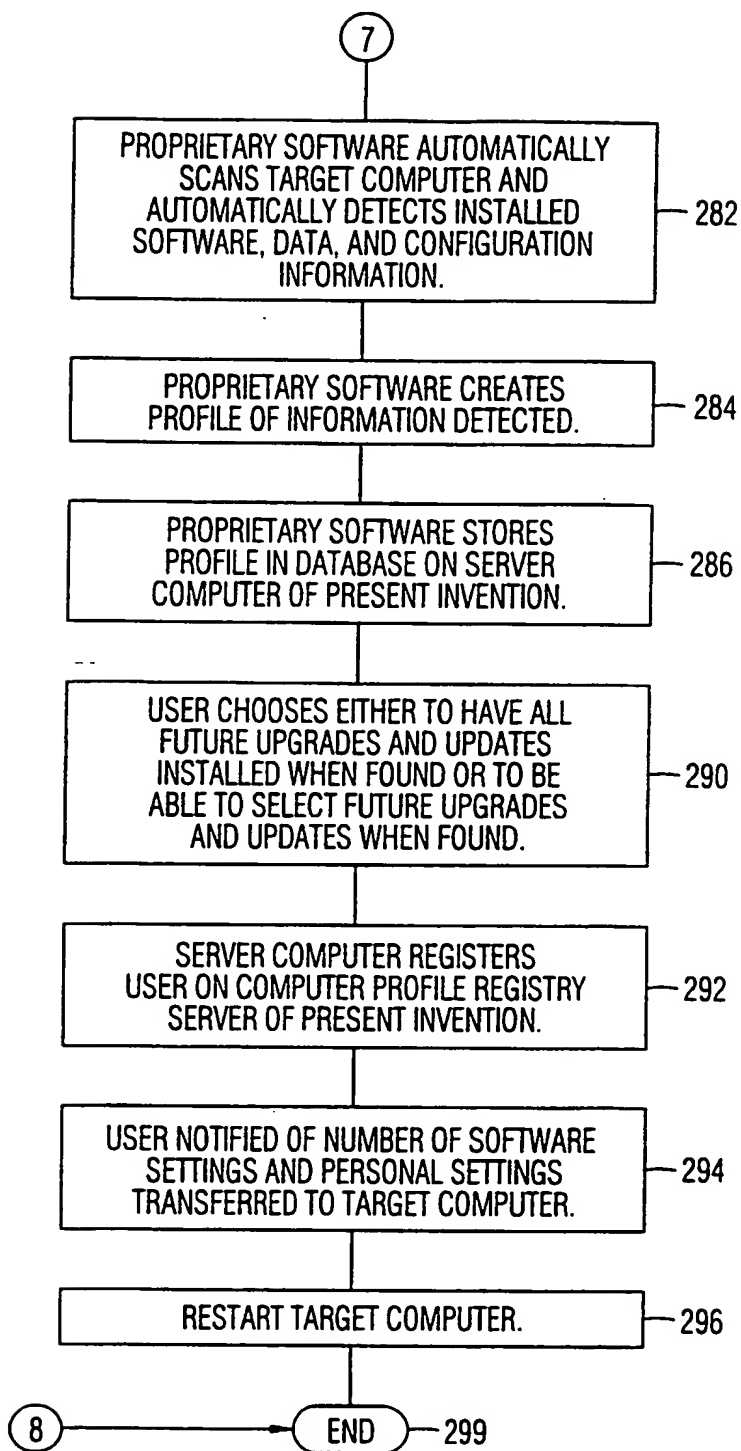 7
PROPRIETARY SOFTWARE AUTOMATICALLY
SCANS TARGET COMPUTER AND
AUTOMATICALLY DETECTS INSTALLED
SOFTWARE, DATA, AND CONFIGURATION
INFORMATION.
282
PROPRIETARY SOFTWARE CREATES
PROFILE OF INFORMATION DETECTED.
284
PROPRIETARY SOFTWARE STORES
PROFILE IN DATABASE ON SERVER
COMPUTER OF PRESENT INVENTION.
286
USER CHOOSES EITHER TO HAVE ALL
FUTURE UPGRADES AND UPDATES
INSTALLED WHEN FOUND OR TO BE
ABLE TO SELECT FUTURE UPGRADES
AND UPDATES WHEN FOUND.
290
SERVER COMPUTER REGISTERS
USER ON COMPUTER PROFILE REGISTRY
SERVER OF PRESENT INVENTION.
292
USER NOTIFIED OF NUMBER OF SOFTWARE
SETTINGS AND PERSONAL SETTINGS
TRANSFERRED TO TARGET COMPUTER.
294
RESTART TARGET COMPUTER.
296
8
END
299